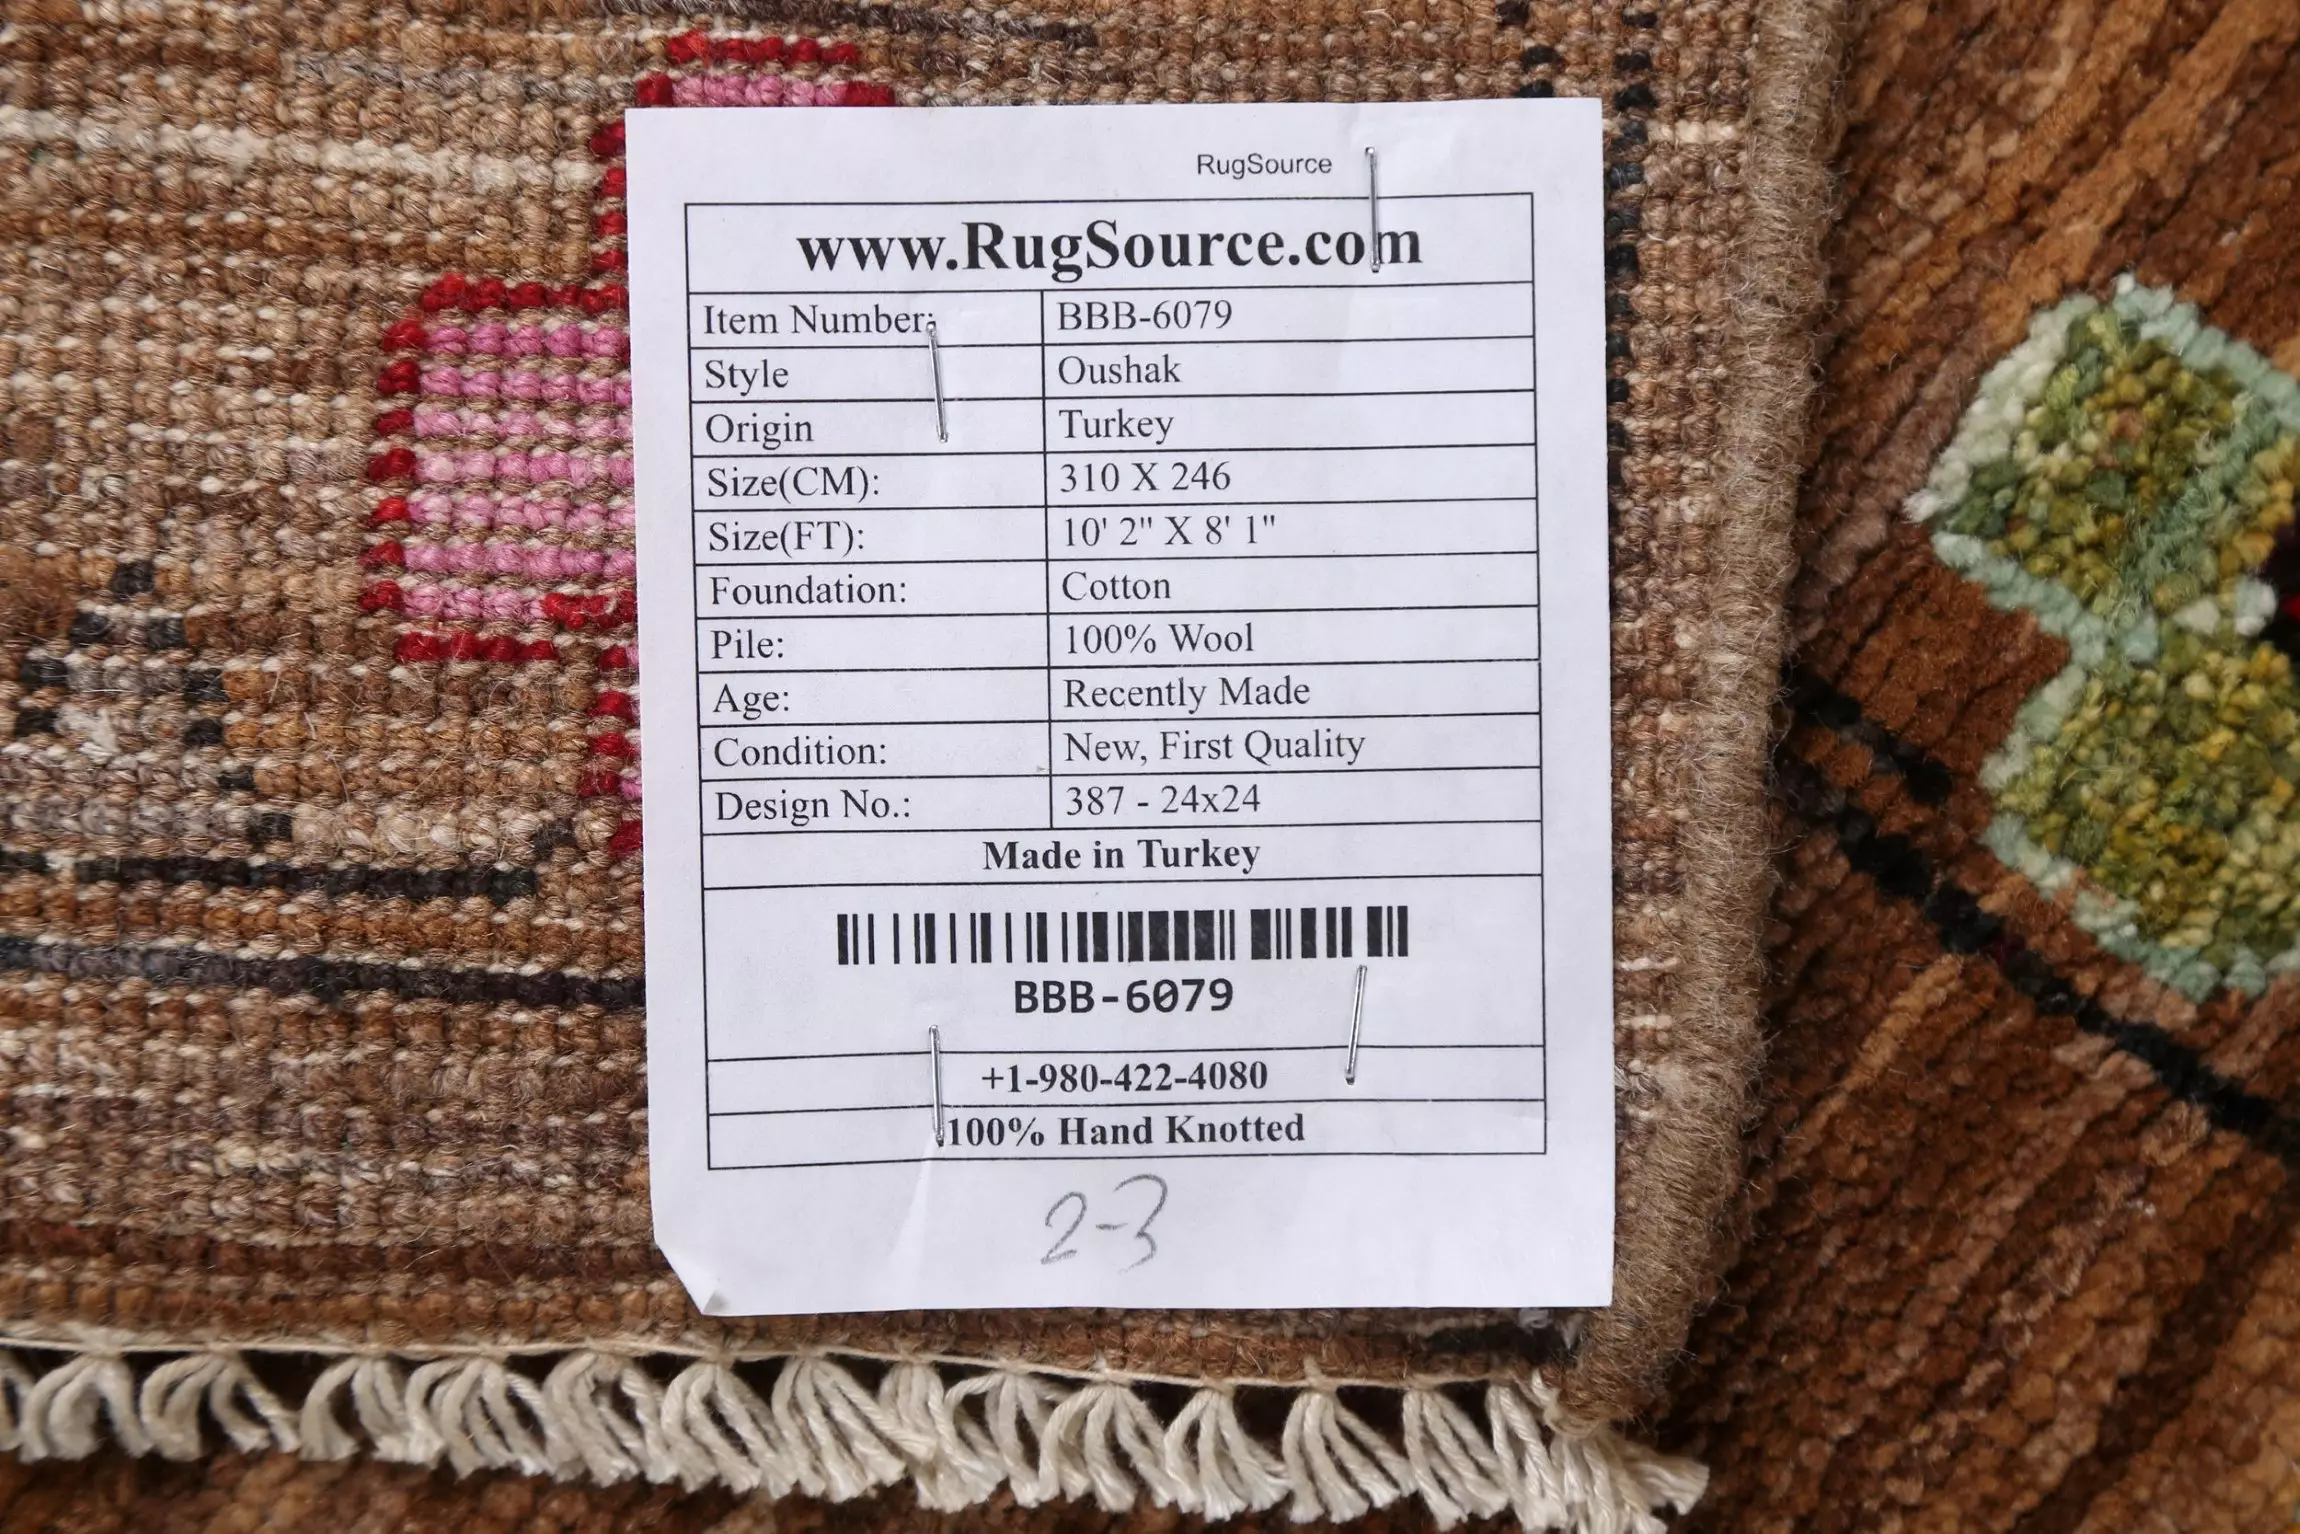 RugSource
www.RugSource.com
Item Number: BBB-6079
Style Oushak
Origin Turkey
Size(CM): 310 X 246
Size(FT): 10' 2" X 8' 1"
Foundation: Cotton
Pile: 100% Wool
Age: Recently Made
Condition: New, First Quality
Design No.: 387 - 24x24
Made in Turkey
BBB-6079
+1-980-422-4080
100% Hand Knotted
2-3